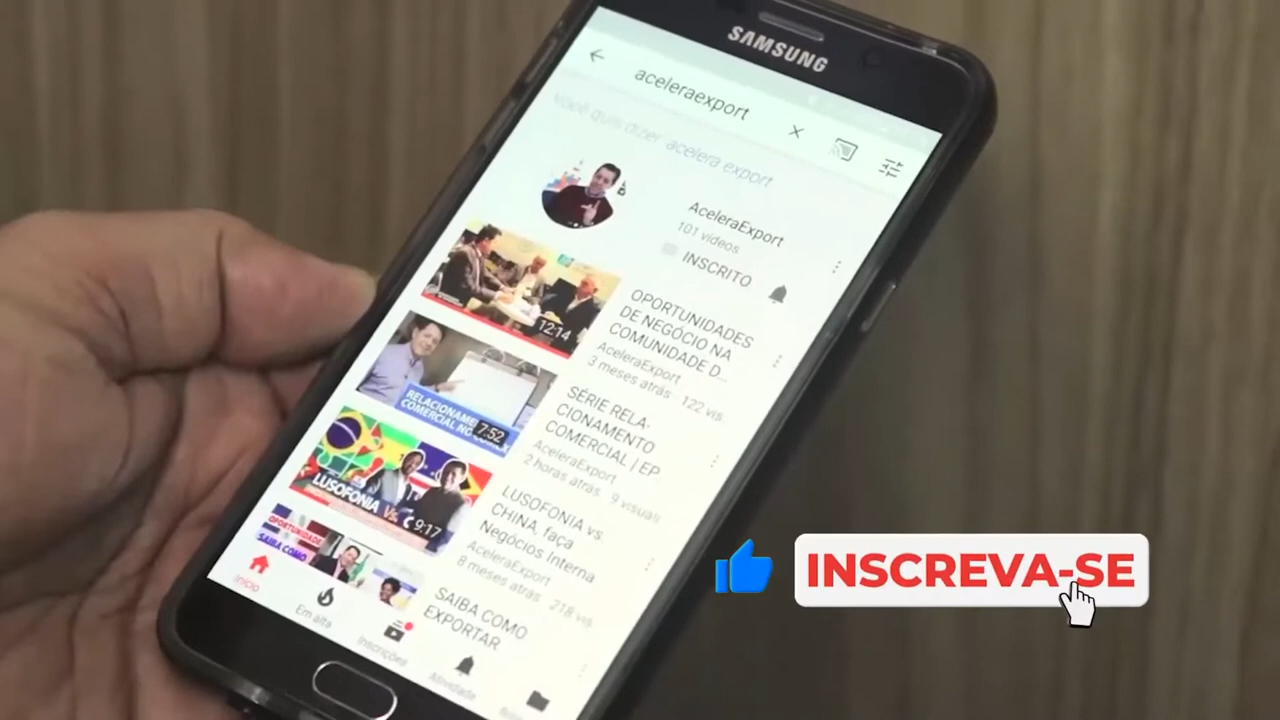 SAMSUNG
aceleraexport
Você quis dizer acelera export
AceleraExport
101 vídeos
INSCRITO
12:14
OPORTUNIDADES
DE NEGÓCIO NA
COMUNIDADE D...
AceleraExport
3 meses atrás · 122 vis.
RELACIONAME
COMERCIAL NO
7:52
SÉRIE RELA-
CIONAMENTO
COMERCIAL | EP
AceleraExport
2 horas atrás · 9 visuali
LUSOFONIA Vs. C
9:17
LUSOFONIA vs.
CHINA, faça
Negócios Interna
AceleraExport
8 meses atrás · 218 vis.
OPORTUNIDADE
SAIBA COMO
SAIBA COMO
EXPORTAR
Início
Em alta
Inscrições
Atividade
INSCREVA-SE